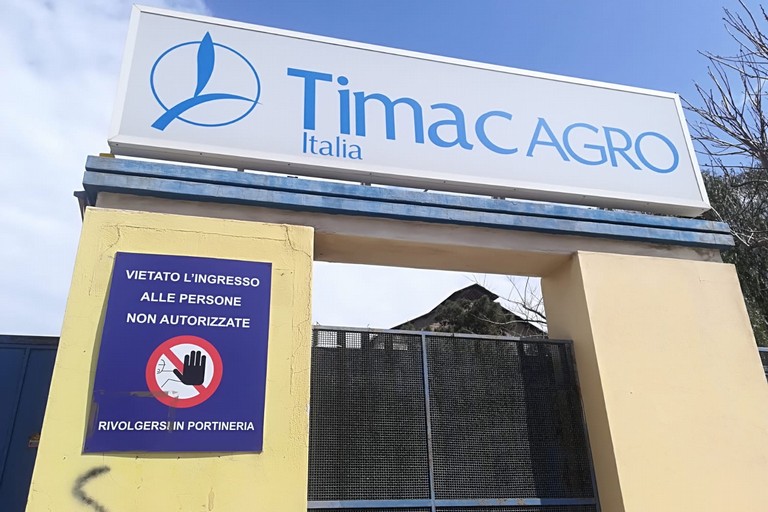 Timac AGRO
Italia
VIETATO L'INGRESSO
ALLE PERSONE
NON AUTORIZZATE
RIVOLGERSI IN PORTINERIA